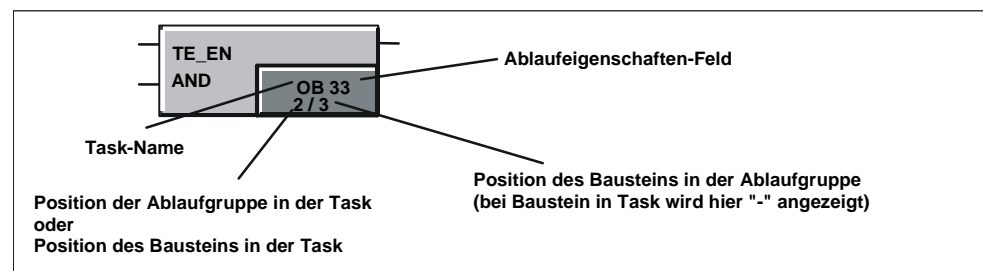 TE_EN
AND
OB 33
2 / 3
Ablaufeigenschaften-Feld
Task-Name
Position der Ablaufgruppe in der Task
oder
Position des Bausteins in der Task
Position des Bausteins in der Ablaufgruppe
(bei Baustein in Task wird hier "-" angezeigt)